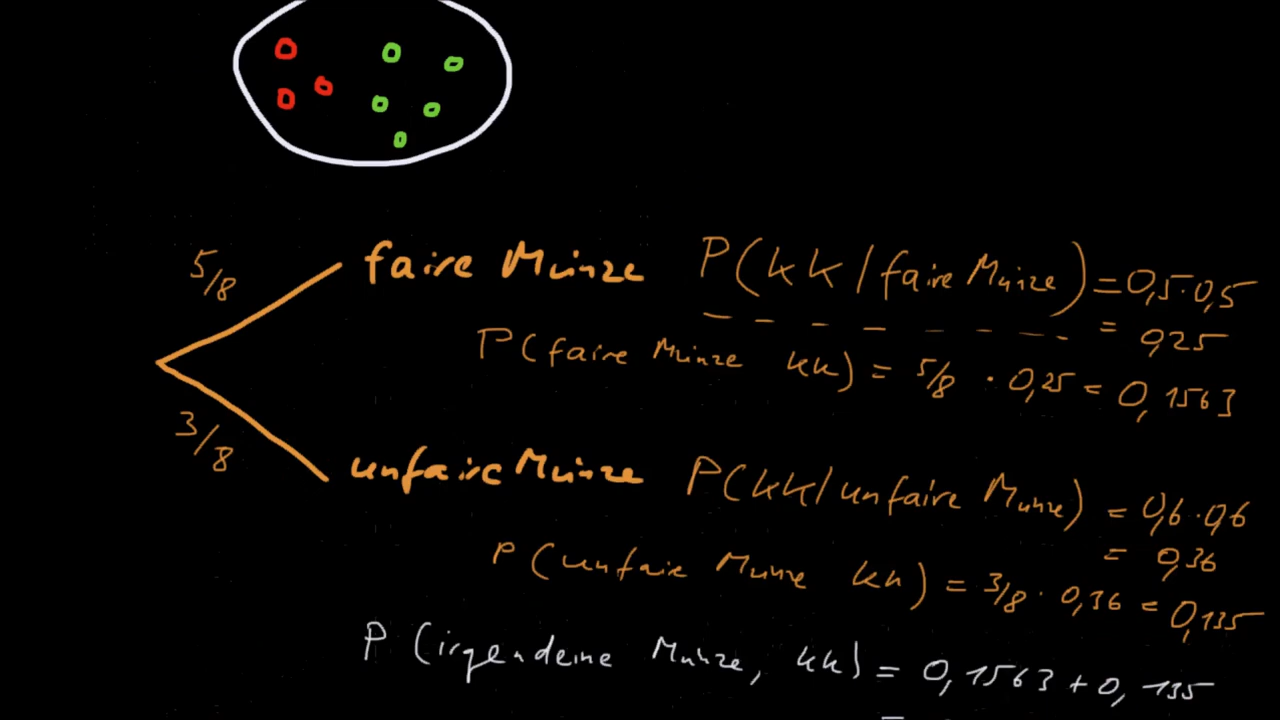 5/8 faire Münze P(KK/faire Münze) = 0,5·0,5
= 0,25
P(faire Münze KK) = 5/8 · 0,25 = 0,1563
3/8 unfaire Münze P(KK/unfaire Münze) = 0,6·0,6
= 0,36
P(unfaire Münze KK) = 3/8 · 0,36 = 0,135
P(irgendeine Münze, KK) = 0,1563 + 0,135